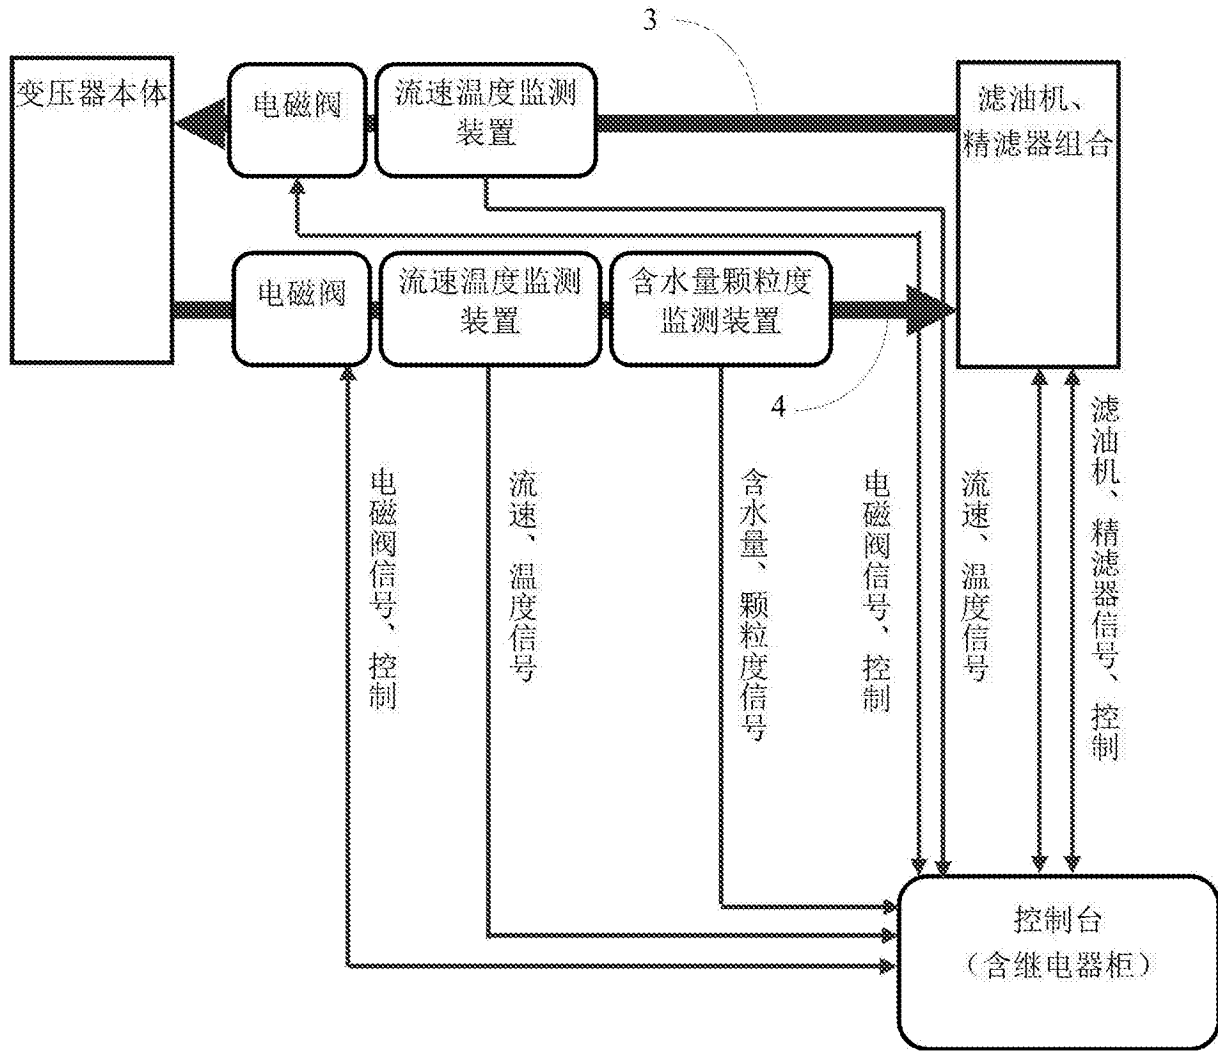 3
变压器本体
电磁阀
流速温度监测
装置
滤油机、
精滤器组合
电磁阀
流速温度监测
装置
含水量颗粒度
监测装置
4
电磁阀信号、控制
流速、温度信号
含水量、颗粒度信号
电磁阀信号、控制
流速、温度信号
滤油机、精滤器信号、控制
控制台
（含继电器柜）